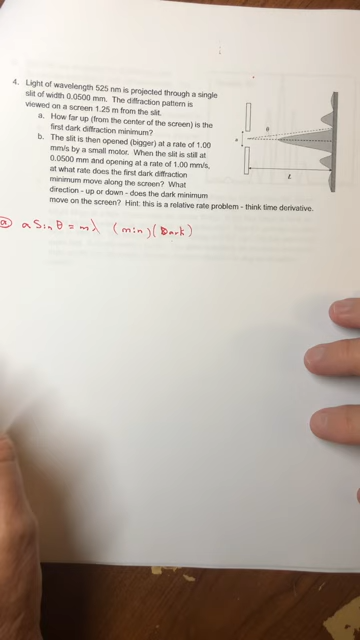 4. Light of wavelength 525 nm is projected through a single
slit of width 0.0500 mm. The diffraction pattern is
viewed on a screen 1.25 m from the slit.
a. How far up (from the center of the screen) is the
first dark diffraction minimum?
b. The slit is then opened (bigger) at a rate of 1.00
mm/s by a small motor. When the slit is still at
0.0500 mm and opening at a rate of 1.00 mm/s,
at what rate does the first dark diffraction
minimum move along the screen? What
direction - up or down - does the dark minimum
move on the screen? Hint: this is a relative rate problem - think time derivative.
θ
a
L
ⓐ a Sin θ = mλ (min) (Dark)